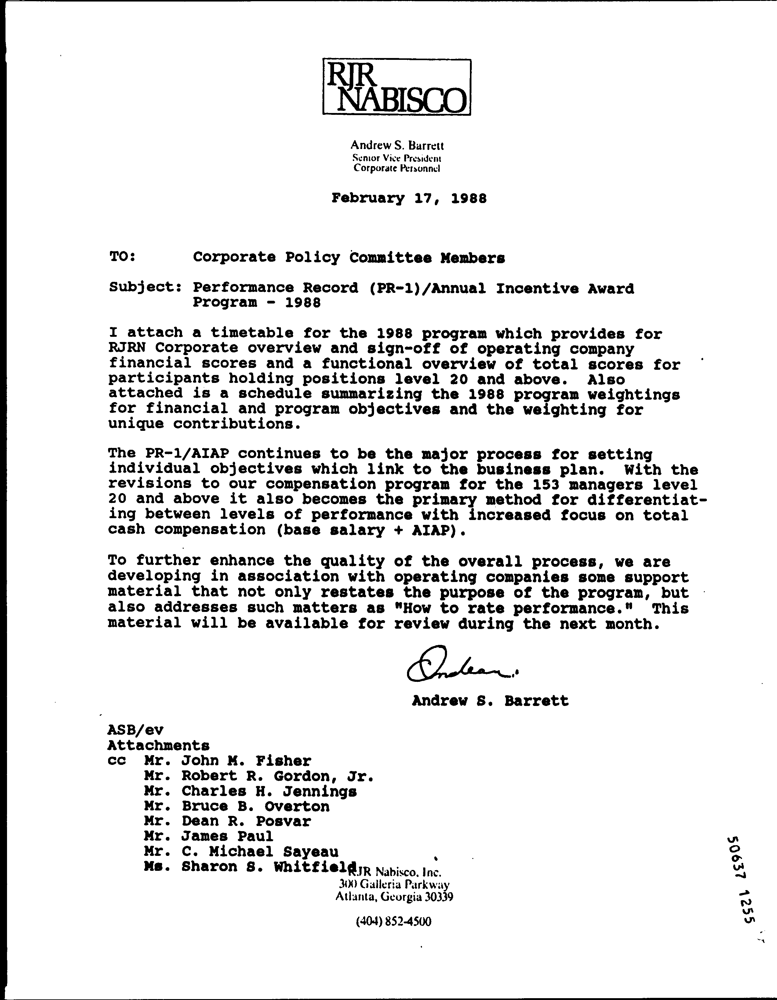 RJR
NABISCO
Andrew S. Barrett
Senior Vice President
Corporate Personnel
February 17, 1988
TO: Corporate Policy Committee Members
Subject: Performance Record (PR-1)/Annual Incentive Award
Program - 1988
I attach a timetable for the 1988 program which provides for
RJRN Corporate overview and sign-off of operating company
financial scores and a functional overview of total scores for
participants holding positions level 20 and above. Also
attached is a schedule summarizing the 1988 program weightings
for financial and program objectives and the weighting for
unique contributions.
The PR-1/AIAP continues to be the major process for setting
individual objectives which link to the business plan. With the
revisions to our compensation program for the 153 managers level
20 and above it also becomes the primary method for differentiat-
ing between levels of performance with increased focus on total
cash compensation (base salary + AIAP).
To further enhance the quality of the overall process, we are
developing in association with operating companies some support
material that not only restates the purpose of the program, but
also addresses such matters as "How to rate performance." This
material will be available for review during the next month.
Andrew S. Barrett
ASB/ev
Attachments
cc Mr. John M. Fisher
Mr. Robert R. Gordon, Jr.
Mr. Charles H. Jennings
Mr. Bruce B. Overton
Mr. Dean R. Posvar
Mr. James Paul
Mr. C. Michael Sayeau
Ms. Sharon S. Whitfield
RJR Nabisco, Inc.
300 Galleria Parkway
Atlanta, Georgia 30339
(404) 852-4500
50637 1255